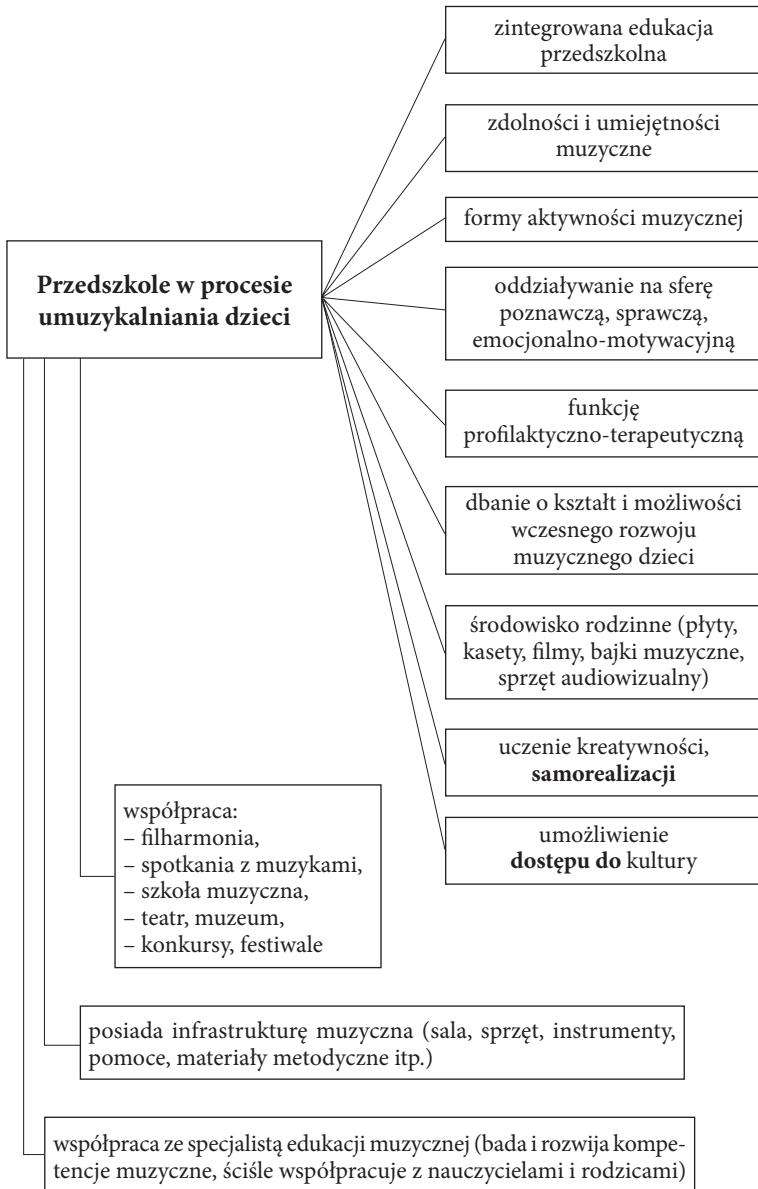 zintegrowana edukacja
przedszkolna
zdolności i umiejętności
muzyczne
formy aktywności muzycznej
Przedszkole w procesie
umuzykalniania dzieci
oddziaływanie na sferę
poznawczą, sprawczą,
emocjonalno-motywacyjną
funkcję
profilaktyczno-terapeutyczną
dbanie o kształt i możliwości
wczesnego rozwoju
muzycznego dzieci
środowisko rodzinne (płyty,
kasety, filmy, bajki muzyczne,
sprzęt audiowizualny)
uczenie kreatywności,
samorealizacji
umożliwienie
dostępu do kultury
współpraca:
– filharmonia,
– spotkania z muzykami,
– szkoła muzyczna,
– teatr, muzeum,
– konkursy, festiwale
posiada infrastrukturę muzyczna (sala, sprzęt, instrumenty,
pomoce, materiały metodyczne itp.)
współpraca ze specjalistą edukacji muzycznej (bada i rozwija kompe-
tencje muzyczne, ściśle współpracuje z nauczycielami i rodzicami)